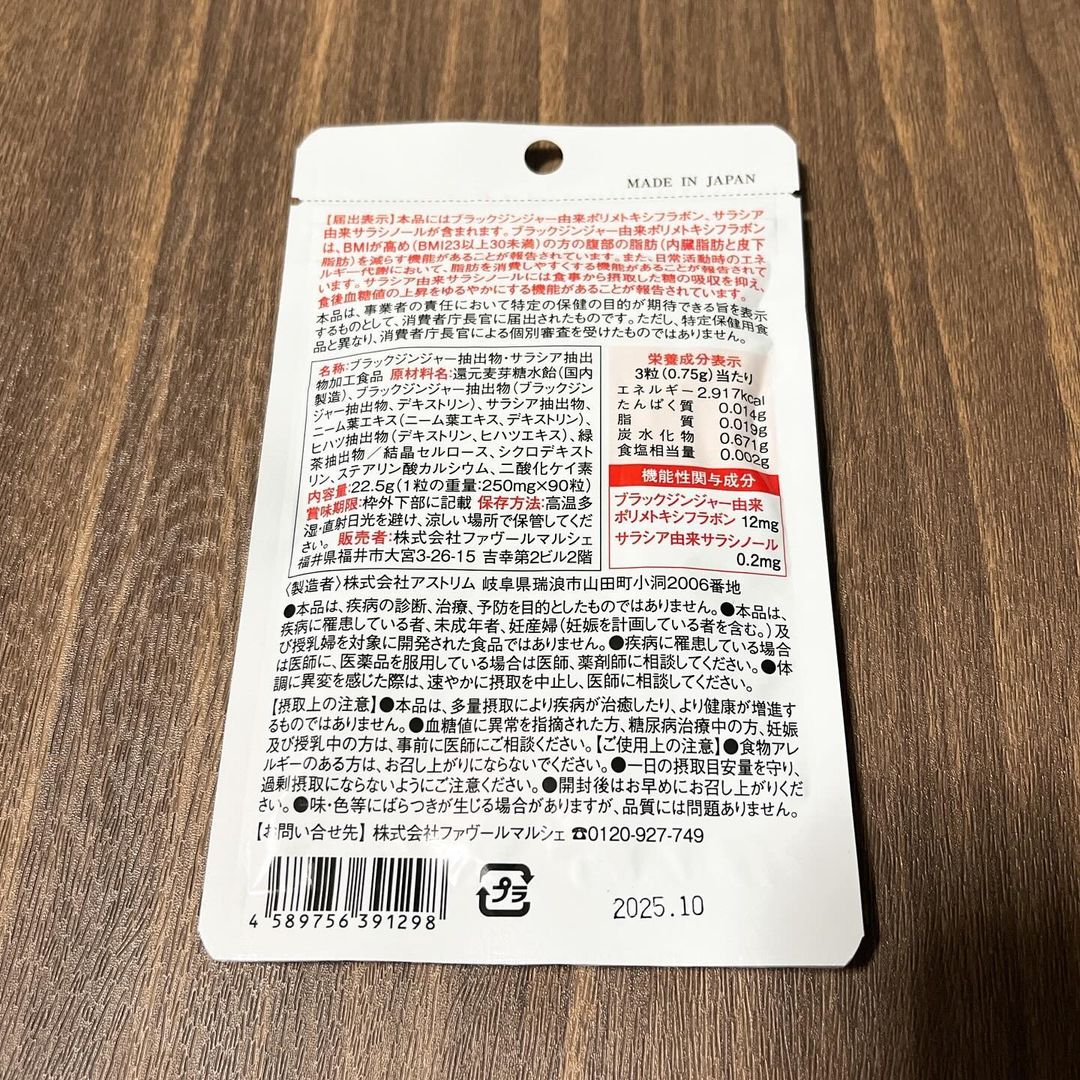 MADE IN JAPAN
【届出表示】本品にはブラックジンジャー由来ポリメトキシフラボン、サラシア
由来サラシノールが含まれます。ブラックジンジャー由来ポリメトキシフラボン
は、BMIが高め(BMI23以上30未満)の方の腹部の脂肪(内臓脂肪と皮下
脂肪)を減らす機能があることが報告されています。また、日常活動時のエネ
ルギー代謝において、脂肪を消費しやすくする機能があることが報告されて
います。サラシア由来サラシノールには食事から摂取した糖の吸収を抑え、
食後血糖値の上昇をゆるやかにする機能があることが報告されています。
本品は、事業者の責任において特定の保健の目的が期待できる旨を表示
するものとして、消費者庁長官に届出されたものです。ただし、特定保健用食
品と異なり、消費者庁長官による個別審査を受けたものではありません。
名称:ブラックジンジャー抽出物・サラシア抽出
物加工食品 原材料名:還元麦芽糖水飴(国内
製造)、ブラックジンジャー抽出物(ブラックジン
ジャー抽出物、デキストリン)、サラシア抽出物、
ニーム葉エキス(ニーム葉エキス、デキストリン)、
ヒハツ抽出物(デキストリン、ヒハツエキス)、緑
茶抽出物/結晶セルロース、シクロデキスト
リン、ステアリン酸カルシウム、二酸化ケイ素
内容量:22.5g(1粒の重量:250mg×90粒)
賞味期限:枠外下部に記載 保存方法:高温多
湿・直射日光を避け、涼しい場所で保管してくだ
さい。 販売者:株式会社ファヴールマルシェ
福井県福井市大宮3-26-15 吉幸第2ビル2階
栄養成分表示
3粒(0.75g)当たり
エネルギー 2.917kcal
たんぱく質 0.014g
脂質 0.019g
炭水化物 0.671g
食塩相当量 0.002g
機能性関与成分
ブラックジンジャー由来
ポリメトキシフラボン 12mg
サラシア由来サラシノール
0.2mg
〈製造者〉株式会社アストリム 岐阜県瑞浪市山田町小洞2006番地
●本品は、疾病の診断、治療、予防を目的としたものではありません。●本品は、
疾病に罹患している者、未成年者、妊産婦(妊娠を計画している者を含む。)及
び授乳婦を対象に開発された食品ではありません。●疾病に罹患している場合
は医師に、医薬品を服用している場合は医師、薬剤師に相談してください。●体
調に異変を感じた際は、速やかに摂取を中止し、医師に相談してください。
【摂取上の注意】●本品は、多量摂取により疾病が治癒したり、より健康が増進す
るものではありません。●血糖値に異常を指摘された方、糖尿病治療中の方、妊娠
及び授乳中の方は、事前に医師にご相談ください。【ご使用上の注意】●食物アレ
ルギーのある方は、お召し上がりにならないでください。●一日の摂取目安量を守り、
過剰摂取にならないようにご注意ください。●開封後はお早めにお召し上がりくだ
さい。●味・色等にばらつきが生じる場合がありますが、品質には問題ありません。
【お問い合せ先】株式会社ファヴールマルシェ ☎0120-927-749
4 589756 391298
プラ
2025.10